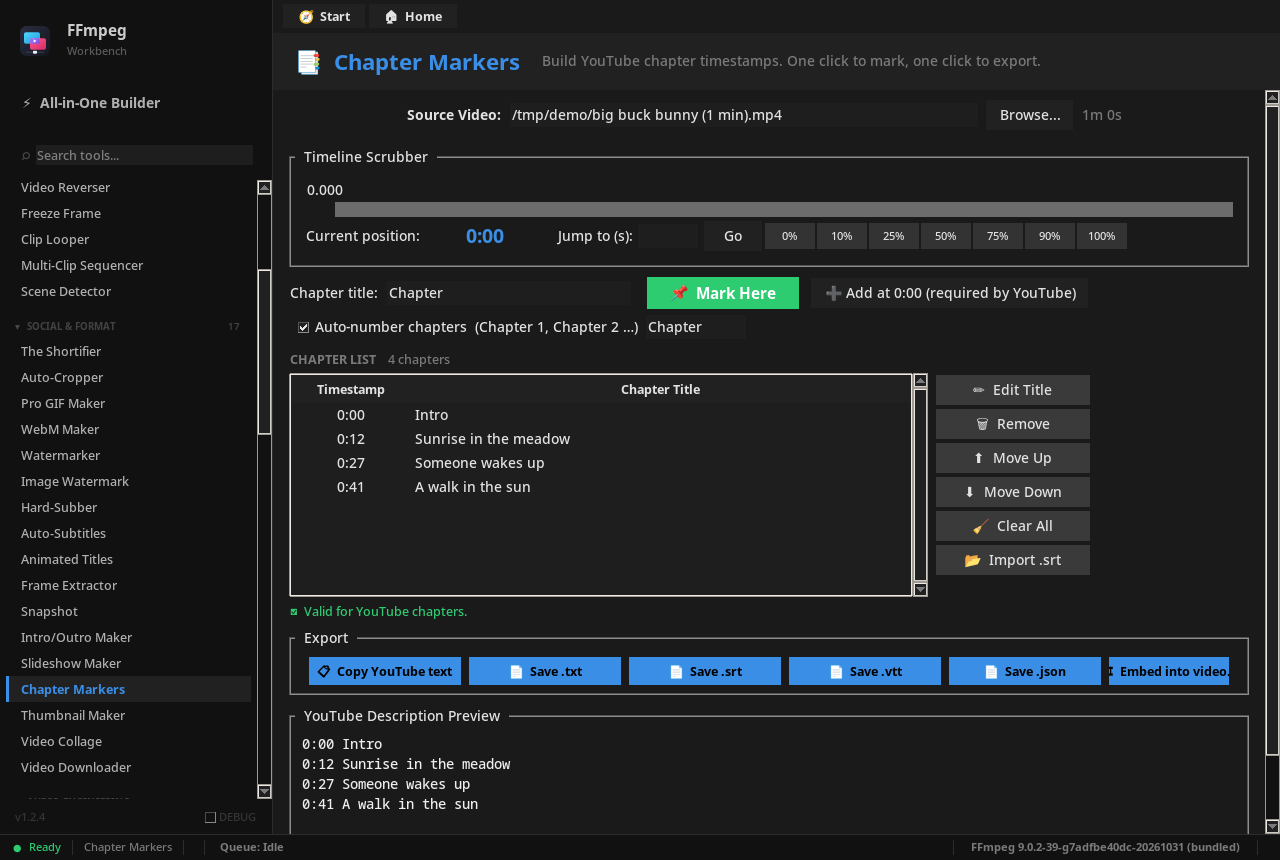 FFmpeg
Workbench
⚡ All-in-One Builder
Search tools...
Video Reverser
Freeze Frame
Clip Looper
Multi-Clip Sequencer
Scene Detector
SOCIAL & FORMAT 17
The Shortifier
Auto-Cropper
Pro GIF Maker
WebM Maker
Watermarker
Image Watermark
Hard-Subber
Auto-Subtitles
Animated Titles
Frame Extractor
Snapshot
Intro/Outro Maker
Slideshow Maker
Chapter Markers
Thumbnail Maker
Video Collage
Video Downloader
v1.2.4 DEBUG
Start Home
Chapter Markers Build YouTube chapter timestamps. One click to mark, one click to export.
Source Video: /tmp/demo/big buck bunny (1 min).mp4 Browse... 1m 0s
Timeline Scrubber
0.000
Current position: 0:00 Jump to (s): Go 0% 10% 25% 50% 75% 90% 100%
Chapter title: Chapter Mark Here Add at 0:00 (required by YouTube)
Auto-number chapters (Chapter 1, Chapter 2 ...) Chapter
CHAPTER LIST 4 chapters
Timestamp Chapter Title
0:00 Intro
0:12 Sunrise in the meadow
0:27 Someone wakes up
0:41 A walk in the sun
Edit Title
Remove
Move Up
Move Down
Clear All
Import .srt
Valid for YouTube chapters.
Export
Copy YouTube text Save .txt Save .srt Save .vtt Save .json Embed into video.
YouTube Description Preview
0:00 Intro
0:12 Sunrise in the meadow
0:27 Someone wakes up
0:41 A walk in the sun
Ready Chapter Markers Queue: Idle FFmpeg 9.0.2-39-g7adfbe40dc-20261031 (bundled)